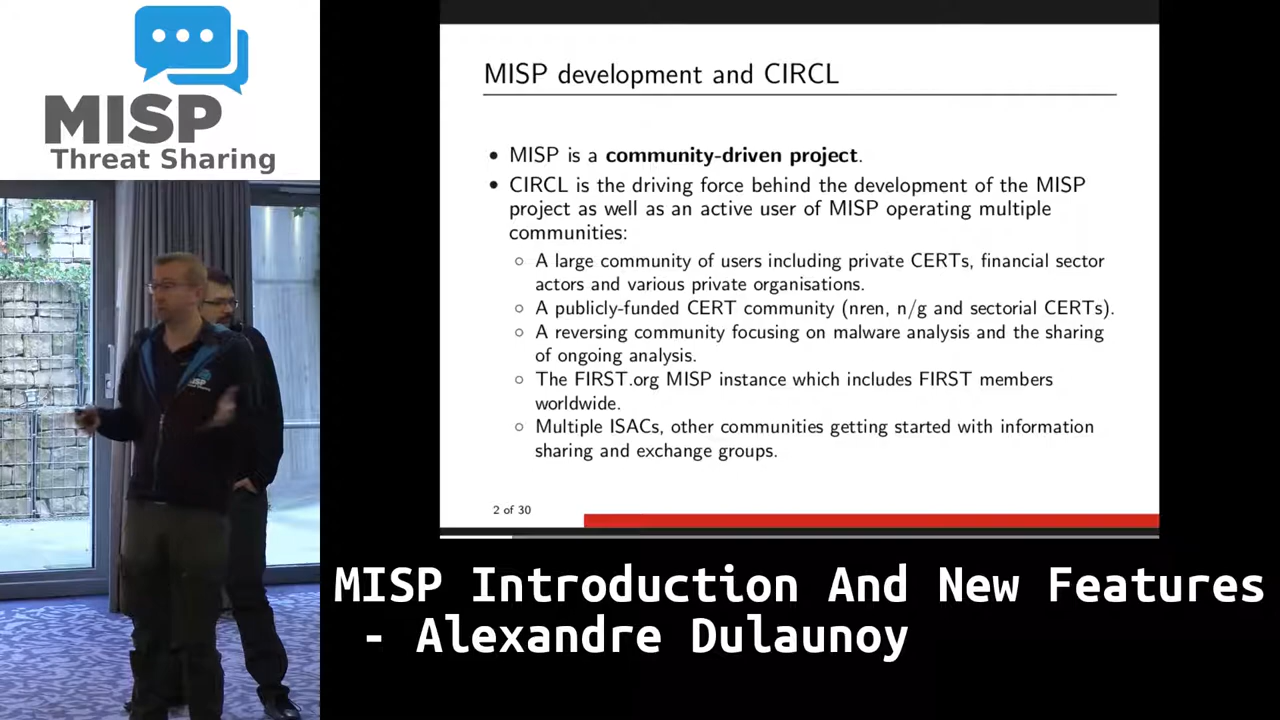 MISP
Threat Sharing
MISP development and CIRCL
• MISP is a community-driven project.
• CIRCL is the driving force behind the development of the MISP
project as well as an active user of MISP operating multiple
communities:
○ A large community of users including private CERTs, financial sector
actors and various private organisations.
○ A publicly-funded CERT community (nren, n/g and sectorial CERTs).
○ A reversing community focusing on malware analysis and the sharing
of ongoing analysis.
○ The FIRST.org MISP instance which includes FIRST members
worldwide.
○ Multiple ISACs, other communities getting started with information
sharing and exchange groups.
2 of 30
MISP
Threat Sharing
MISP Introduction And New Features
- Alexandre Dulaunoy